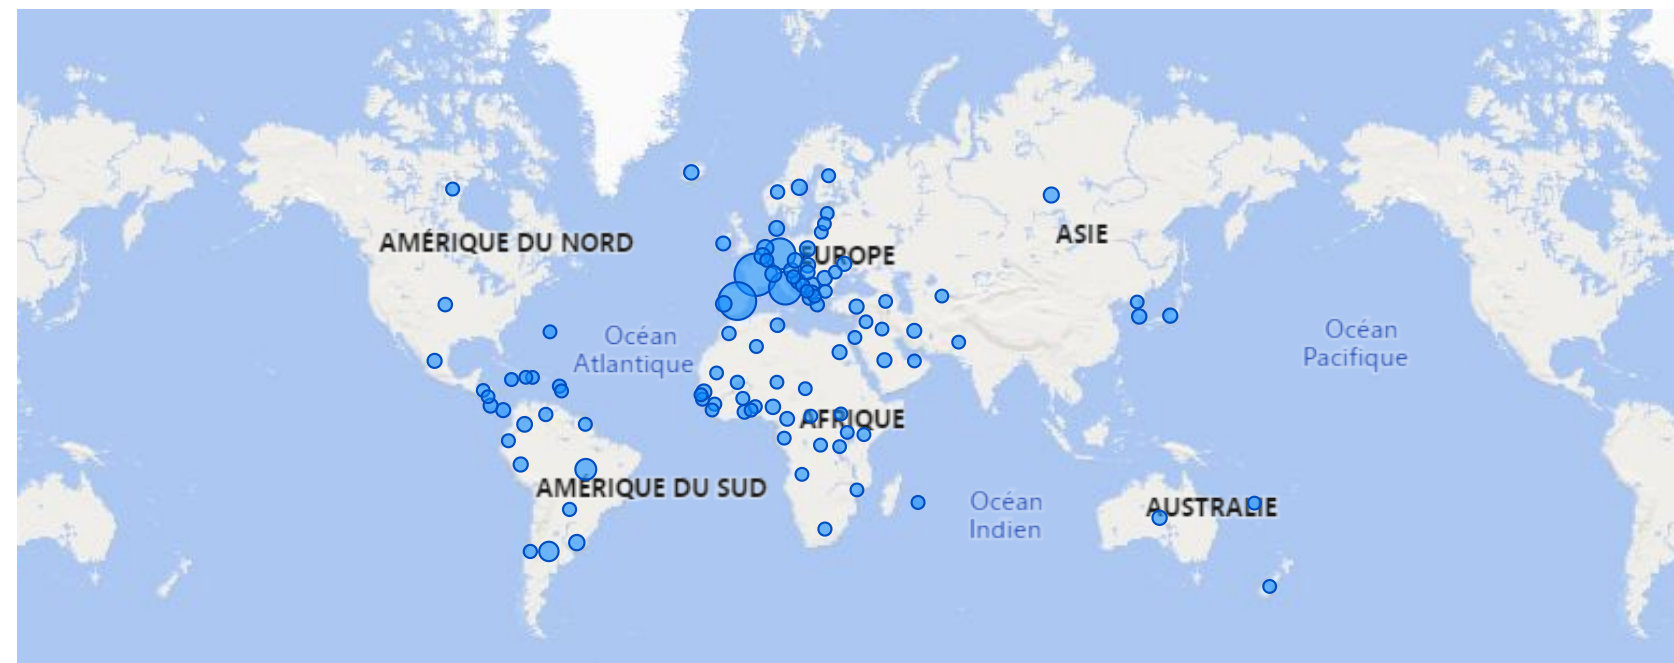 AMÉRIQUE DU NORD
EUROPE
ASIE
Océan
Atlantique
Océan
Pacifique
AFRIQUE
AMÉRIQUE DU SUD
Océan
Indien
AUSTRALIE